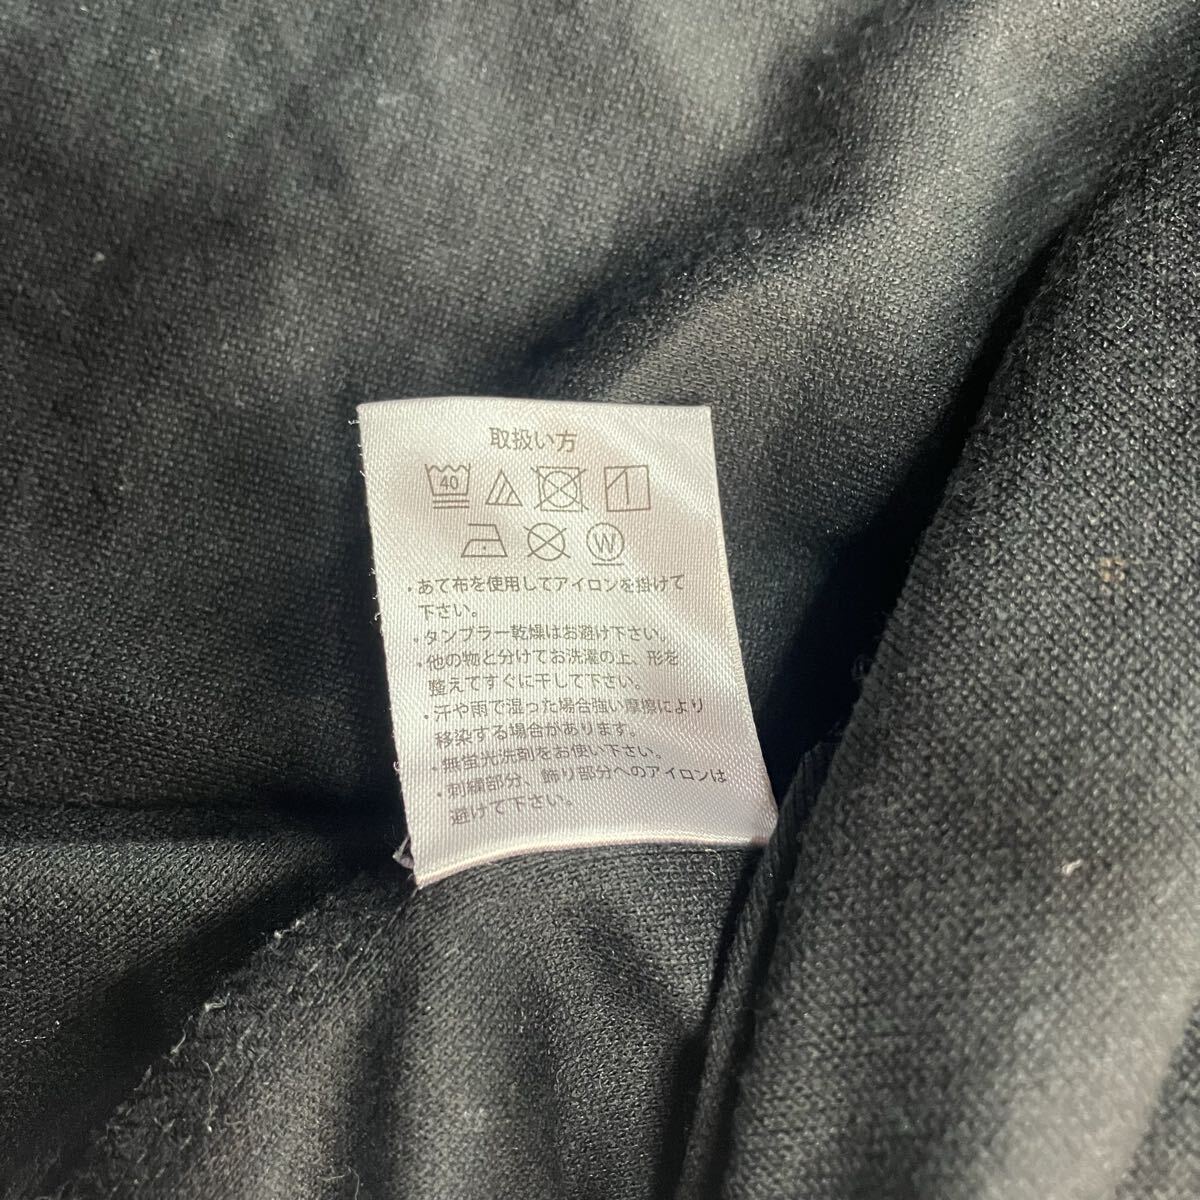 取扱い方
40
W
・あて布を使用してアイロンを掛けて
下さい。
・タンブラー乾燥はお避け下さい。
・他の物と分けてお洗濯の上、形を
整えてすぐに干して下さい。
・汗や雨で湿った場合強い摩擦により
移染する場合があります。
・無蛍光洗剤をお使い下さい。
・刺繍部分、飾り部分へのアイロンは
避けて下さい。